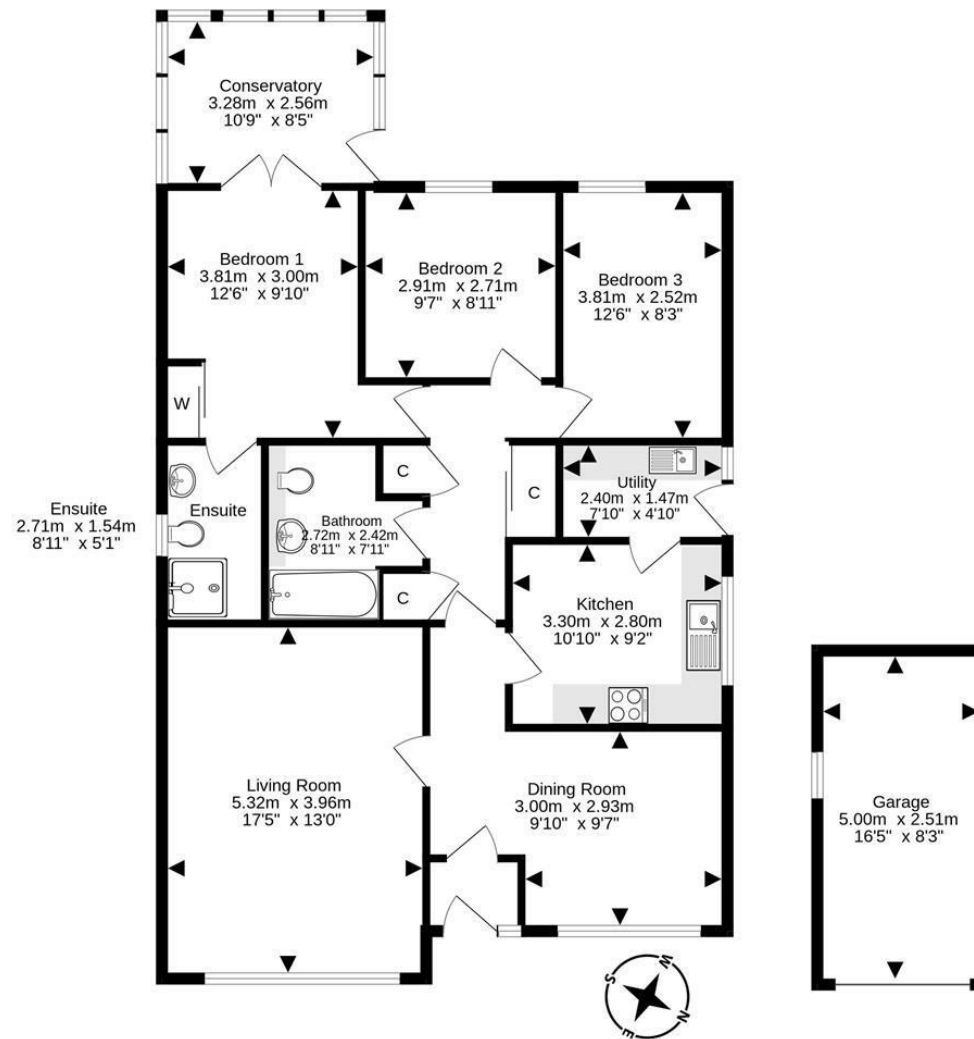 Conservatory
3.28m x 2.56m
10'9" x 8'5"
Bedroom 1
3.81m x 3.00m
12'6" x 9'10"
Bedroom 2
2.91m x 2.71m
9'7" x 8'11"
Bedroom 3
3.81m x 2.52m
12'6" x 8'3"
W
C
C
Utility
2.40m x 1.47m
7'10" x 4'10"
Ensuite
2.71m x 1.54m
8'11" x 5'1"
Ensuite
Bathroom
2.72m x 2.42m
8'11" x 7'11"
C
Kitchen
3.30m x 2.80m
10'10" x 9'2"
Living Room
5.32m x 3.96m
17'5" x 13'0"
Dining Room
3.00m x 2.93m
9'10" x 9'7"
Garage
5.00m x 2.51m
16'5" x 8'3"
W
S
N
E